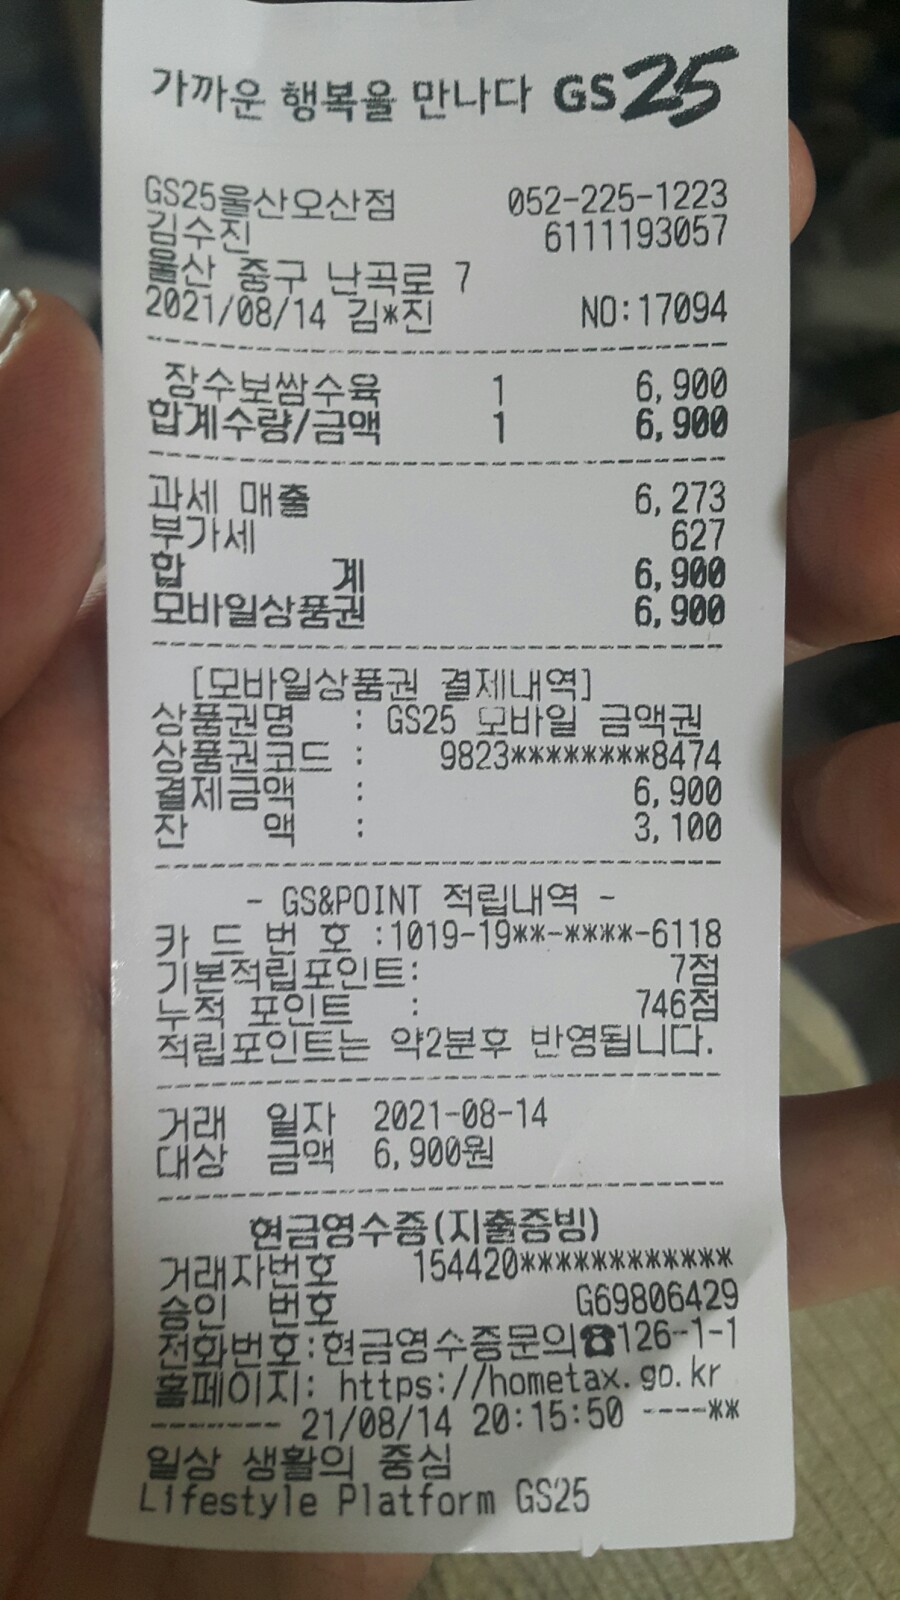 가까운 행복을 만나다 GS25
GS25울산오산점 052-225-1223
김수진 6111193057
울산 중구 난곡로 7
2021/08/14 김*진 NO:17094
장수보쌈수육 1 6,900
합계수량/금액 1 6,900
과세 매출 6,273
부가세 627
합 계 6,900
모바일상품권 6,900
[모바일상품권 결제내역]
상품권명 : GS25 모바일 금액권
상품권코드 : 9823********8474
결제금액 : 6,900
잔 액 : 3,100
- GS&POINT 적립내역 -
카 드 번 호 :1019-19**-****-6118
기본적립포인트: 7점
누적 포인트 : 746점
적립포인트는 약2분후 반영됩니다.
거래 일자 2021-08-14
대상 금액 6,900원
현금영수증(지출증빙)
거래자번호 154420************
승인 번호 G69806429
전화번호:현금영수증문의☎126-1-1
홈페이지: https://hometax.go.kr
------- 21/08/14 20:15:50 ----**
일상 생활의 중심
Lifestyle Platform GS25